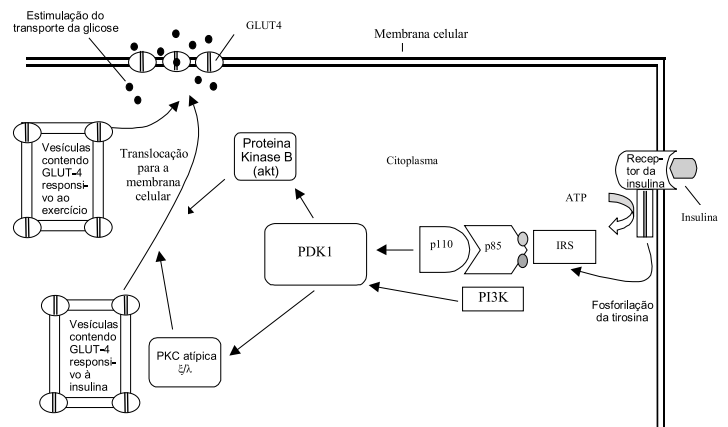 Estimulação do
transporte da glicose
GLUT4
Membrana celular
Vesículas
contendo
GLUT-4
responsi-
vo ao
exercício
Translocação
para a
membrana
celular
Proteina
Kinase B
(akt)
Citoplasma
Recep-
tor da
insulina
ATP
Insulina
PDK1
p110
p85
IRS
PI3K
Fosforilação
da tirosina
Vesículas
contendo
GLUT-4
responsi-
vo à
insulina
PKC atípica
ξ/λ